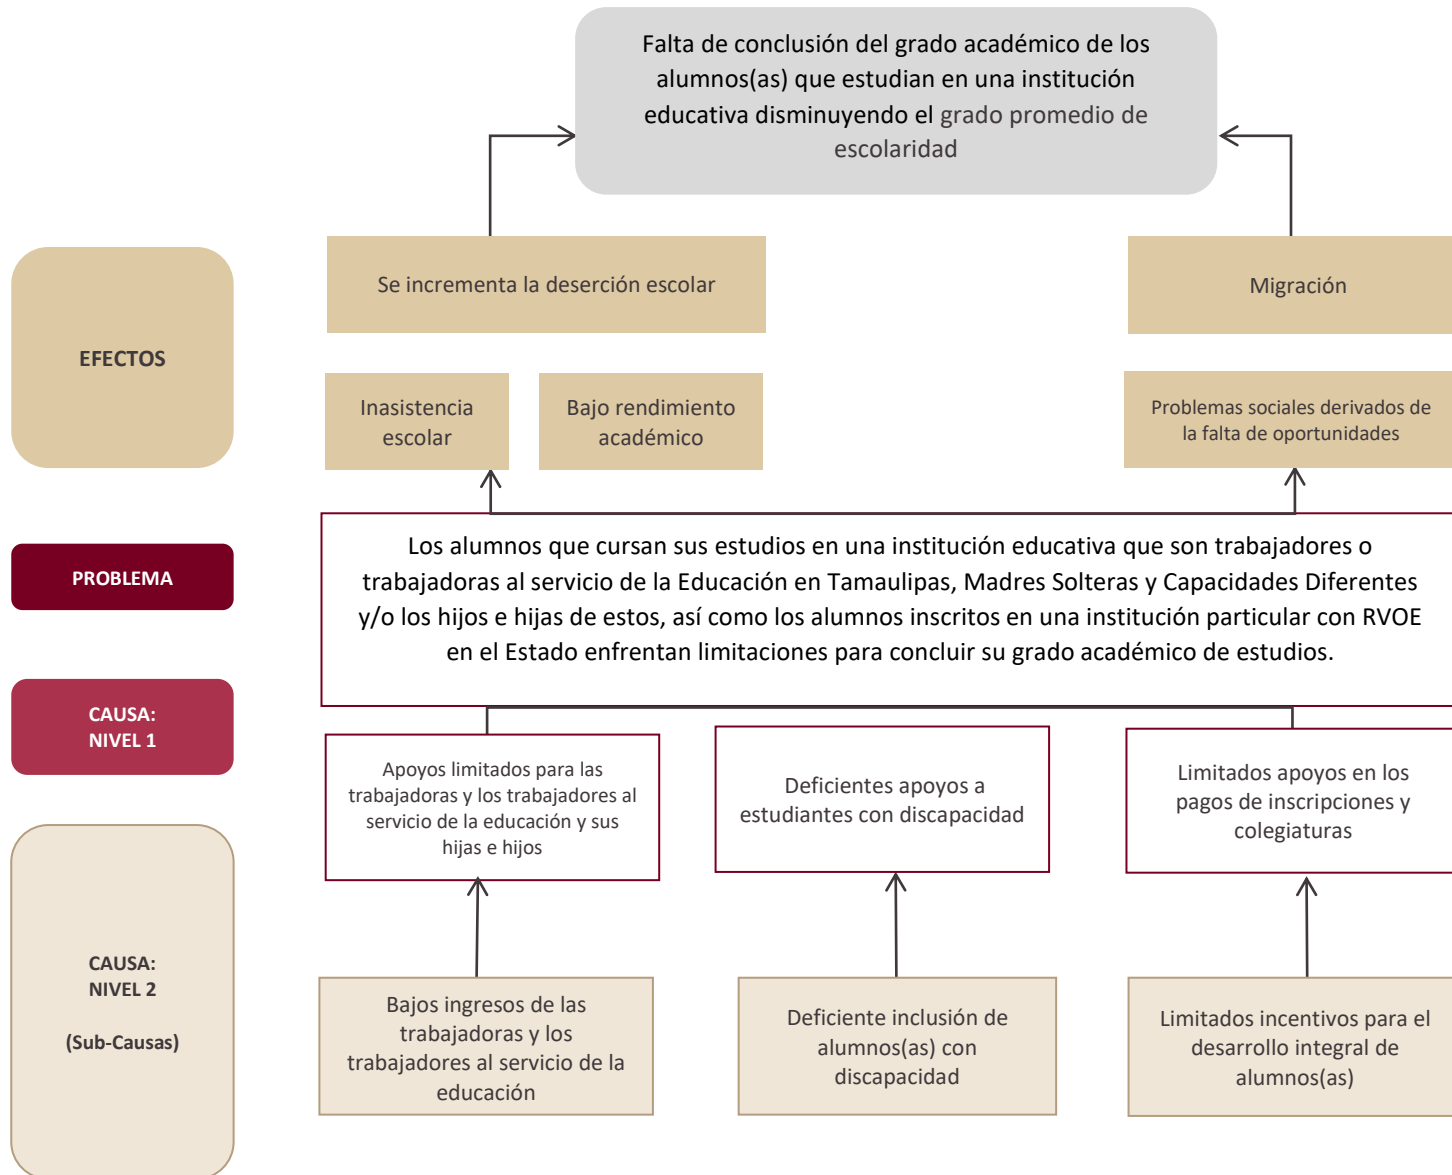 Falta de conclusión del grado académico de los
alumnos(as) que estudian en una institución
educativa disminuyendo el grado promedio de
escolaridad
EFECTOS
Se incrementa la deserción escolar
Migración
Inasistencia
escolar
Bajo rendimiento
académico
Problemas sociales derivados de
la falta de oportunidades
PROBLEMA
Los alumnos que cursan sus estudios en una institución educativa que son trabajadores o
trabajadoras al servicio de la Educación en Tamaulipas, Madres Solteras y Capacidades Diferentes
y/o los hijos e hijas de estos, así como los alumnos inscritos en una institución particular con RVOE
en el Estado enfrentan limitaciones para concluir su grado académico de estudios.
CAUSA:
NIVEL 1
Apoyos limitados para las
trabajadoras y los trabajadores al
servicio de la educación y sus
hijas e hijos
Deficientes apoyos a
estudiantes con discapacidad
Limitados apoyos en los
pagos de inscripciones y
colegiaturas
CAUSA:
NIVEL 2
(Sub-Causas)
Bajos ingresos de las
trabajadoras y los
trabajadores al servicio de la
educación
Deficiente inclusión de
alumnos(as) con
discapacidad
Limitados incentivos para el
desarrollo integral de
alumnos(as)